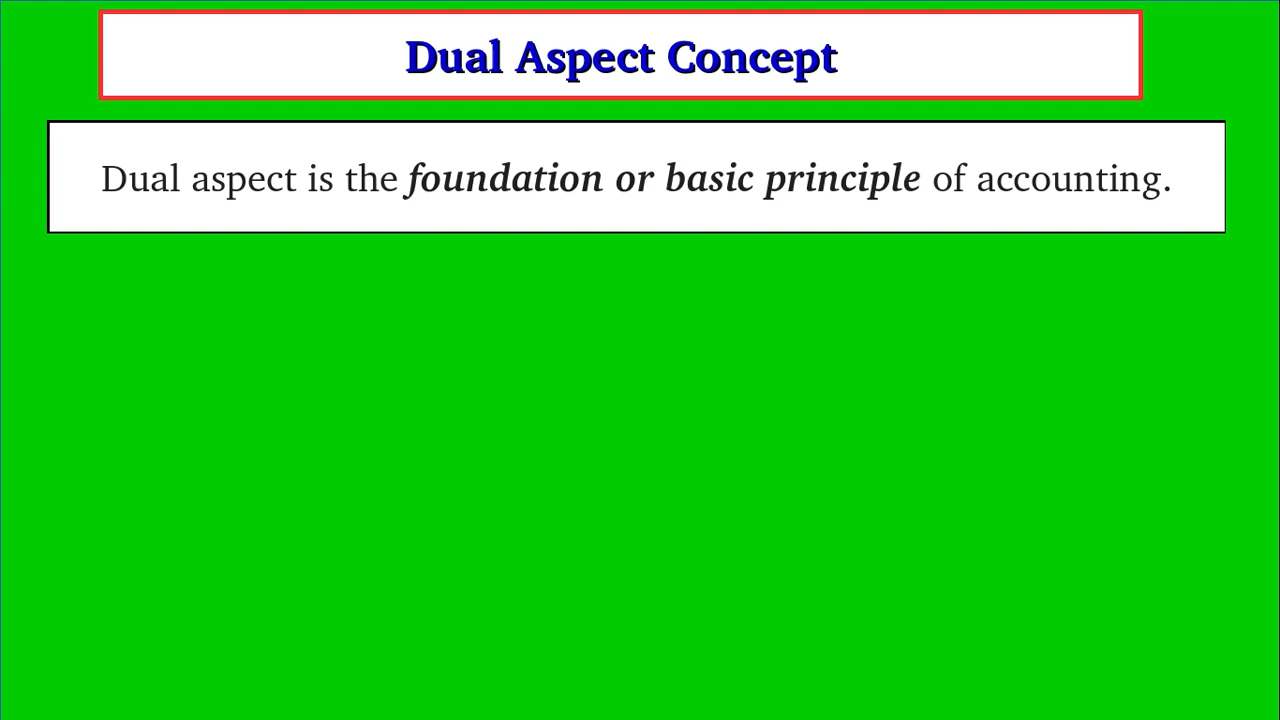 Dual Aspect Concept
Dual aspect is the foundation or basic principle of accounting.